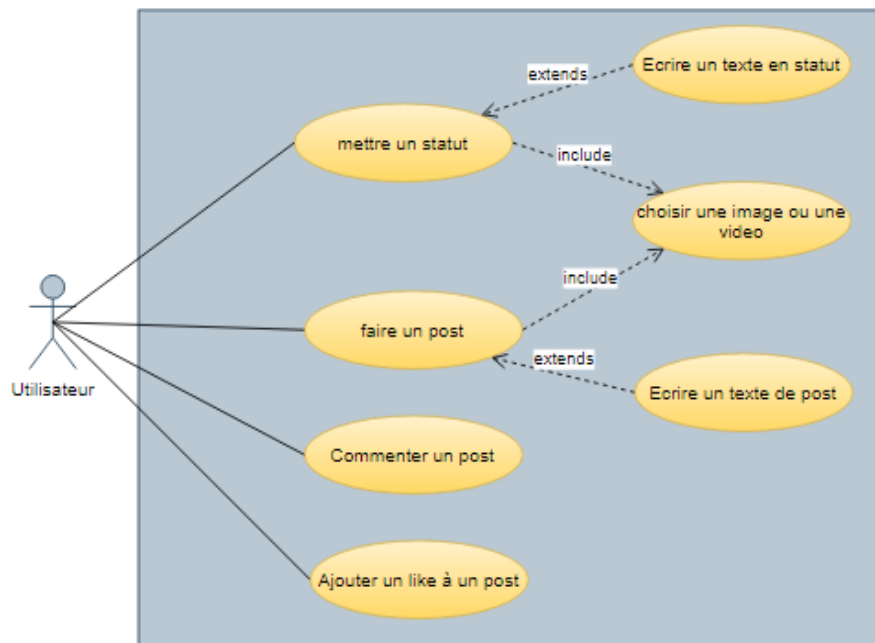 Ecrire un texte en statut
extends
mettre un statut
include
choisir une image ou une
video
include
faire un post
extends
Utilisateur
Ecrire un texte de post
Commenter un post
Ajouter un like à un post